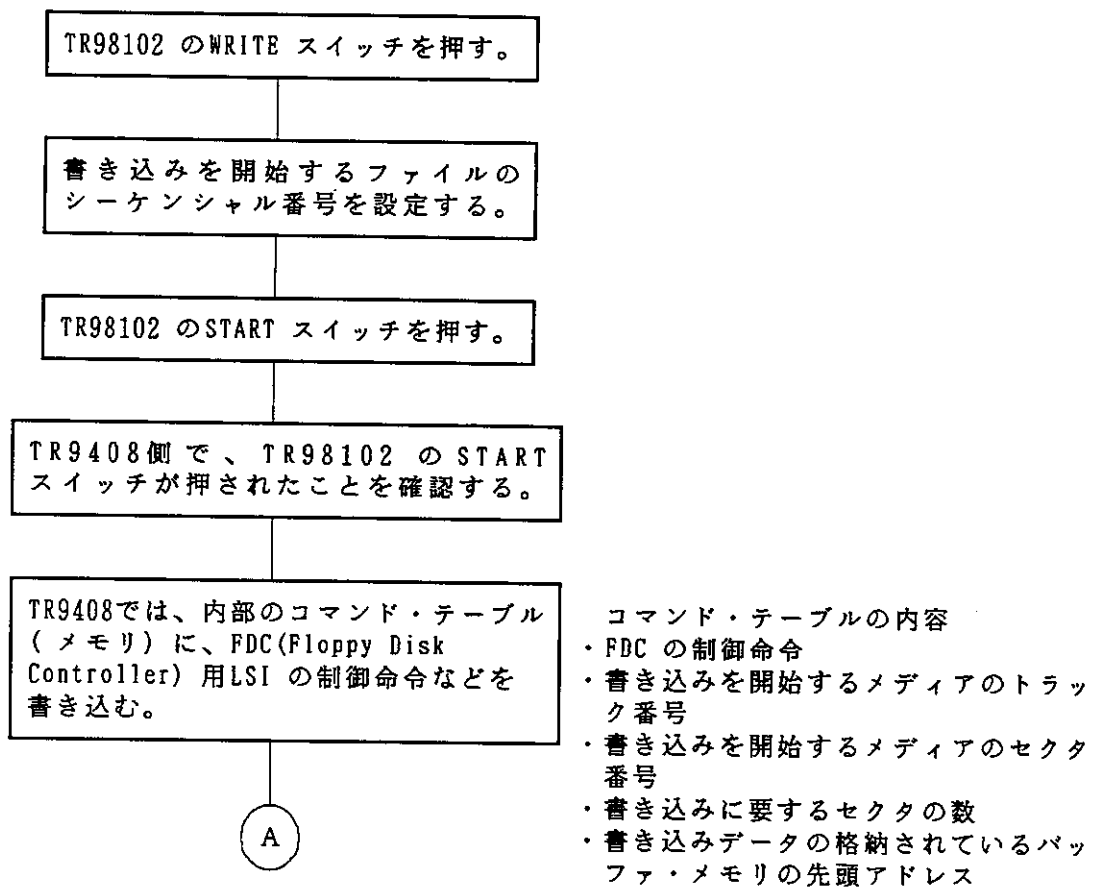 TR98102 のWRITE スイッチを押す。
書き込みを開始するファイルの
シーケンシャル番号を設定する。
TR98102 のSTART スイッチを押す。
TR9408側で、TR98102 のSTART
スイッチが押されたことを確認する。
TR9408では、内部のコマンド・テーブル
(メモリ) に、FDC(Floppy Disk
Controller) 用LSI の制御命令などを
書き込む。
コマンド・テーブルの内容
・FDC の制御命令
・書き込みを開始するメディアのトラッ
ク番号
・書き込みを開始するメディアのセクタ
番号
・書き込みに要するセクタの数
・書き込みデータの格納されているバッ
ファ・メモリの先頭アドレス
A